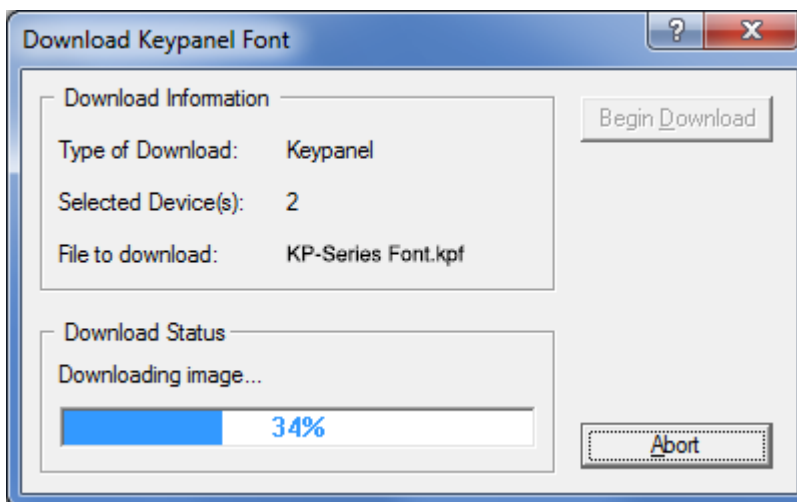 Download Keypanel Font
?
X
Download Information
Type of Download: Keypanel
Selected Device(s): 2
File to download: KP-Series Font.kpf
Begin Download
Download Status
Downloading image...
34%
Abort